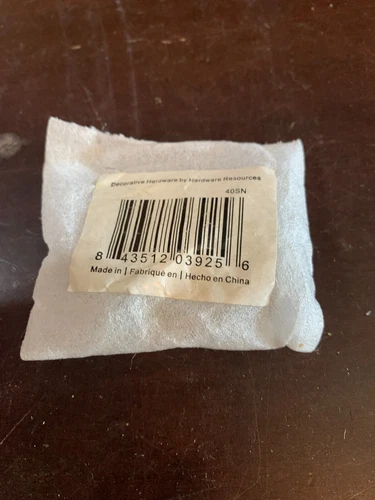 Decorative Hardware by Hardware Resources
40SN
8 43512 03925 6
Made in | Fabriqué en | Hecho en China